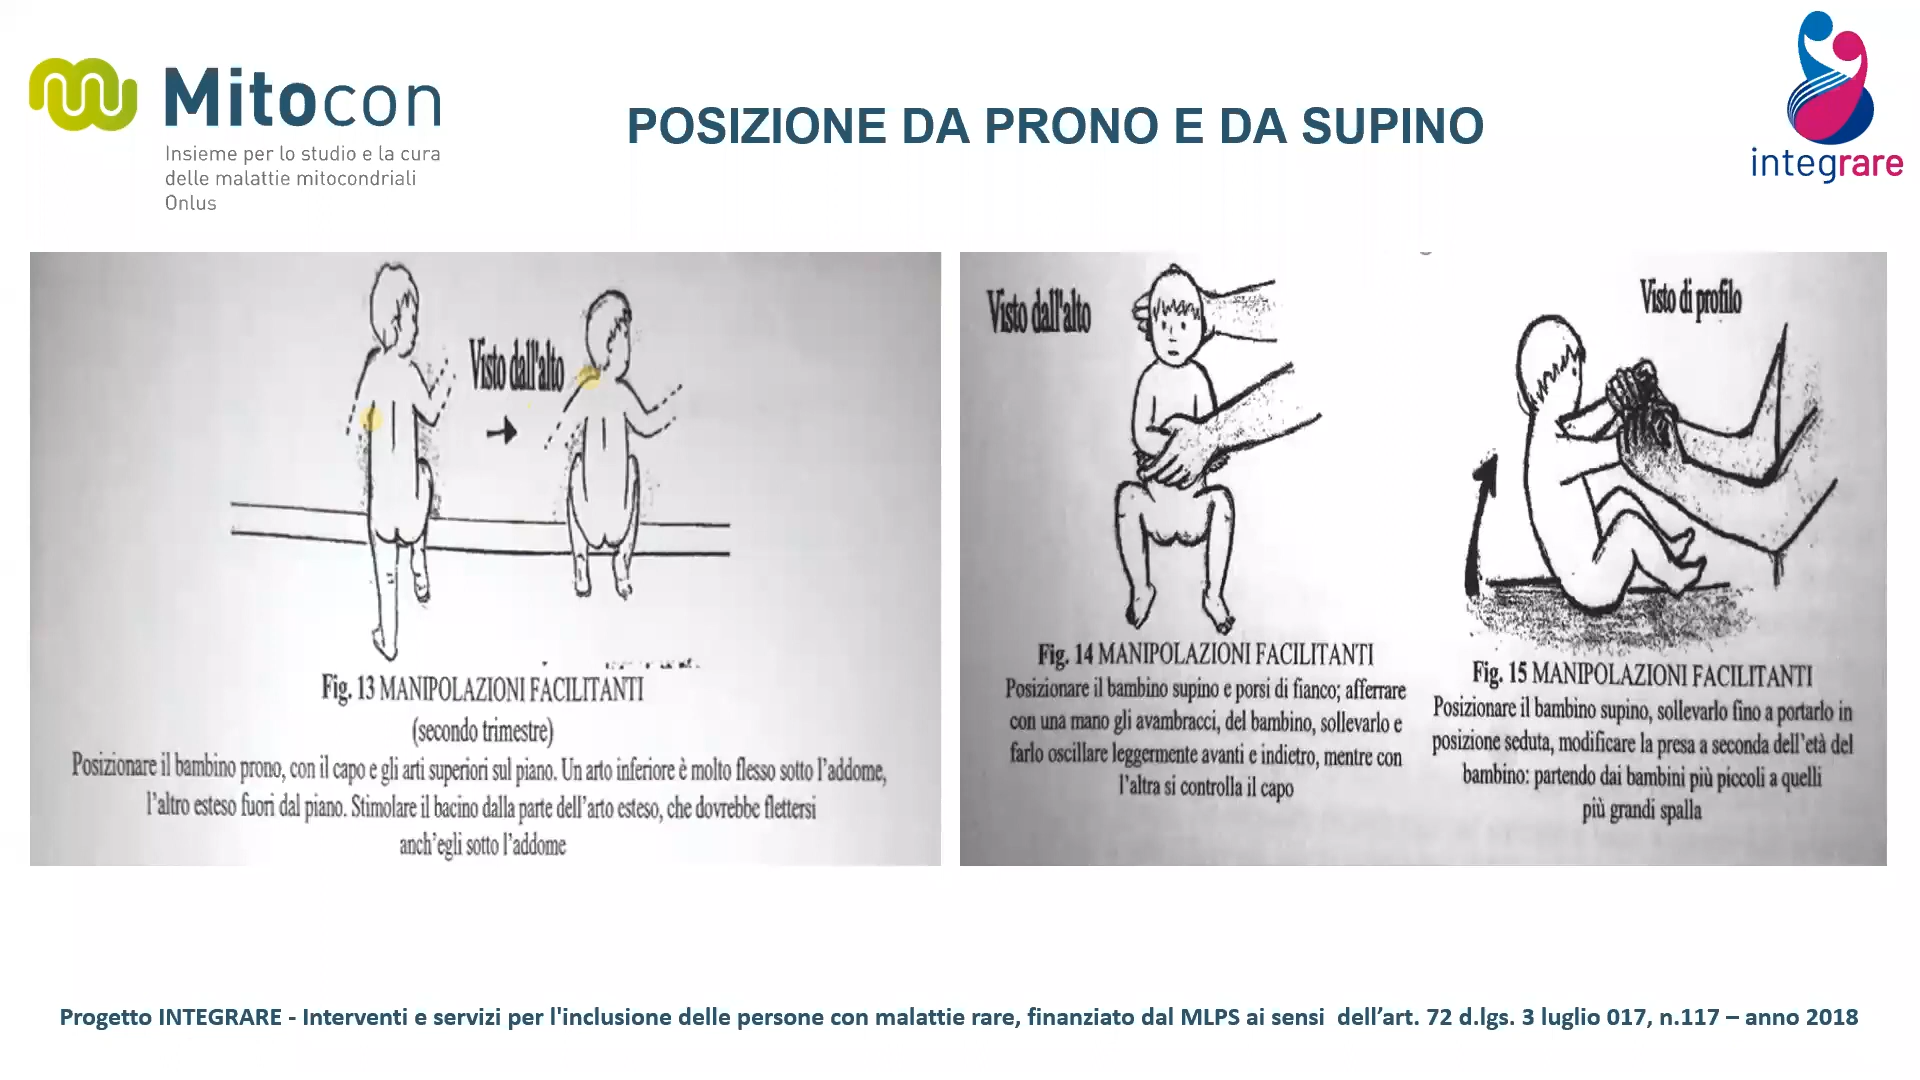 Mitocon
Insieme per lo studio e la cura
delle malattie mitocondriali
Onlus
POSIZIONE DA PRONO E DA SUPINO
integrare
Visto dall'alto
Fig. 13 MANIPOLAZIONI FACILITANTI
(secondo trimestre)
Posizionare il bambino prono, con il capo e gli arti superiori sul piano. Un arto inferiore è molto flesso sotto l'addome,
l'altro esteso fuori dal piano. Stimolare il bacino dalla parte dell'arto esteso, che dovrebbe flettersi
anch'egli sotto l'addome
Visto dall'alto
Fig. 14 MANIPOLAZIONI FACILITANTI
Posizionare il bambino supino e porsi di fianco; afferrare
con una mano gli avambracci, del bambino, sollevarlo e
farlo oscillare leggermente avanti e indietro, mentre con
l'altra si controlla il capo
Visto di profilo
Fig. 15 MANIPOLAZIONI FACILITANTI
Posizionare il bambino supino, sollevarlo fino a portarlo in
posizione seduta, modificare la presa a seconda dell'età del
bambino: partendo dai bambini più piccoli a quelli
più grandi spalla
Progetto INTEGRARE - Interventi e servizi per l'inclusione delle persone con malattie rare, finanziato dal MLPS ai sensi dell'art. 72 d.lgs. 3 luglio 017, n.117 – anno 2018